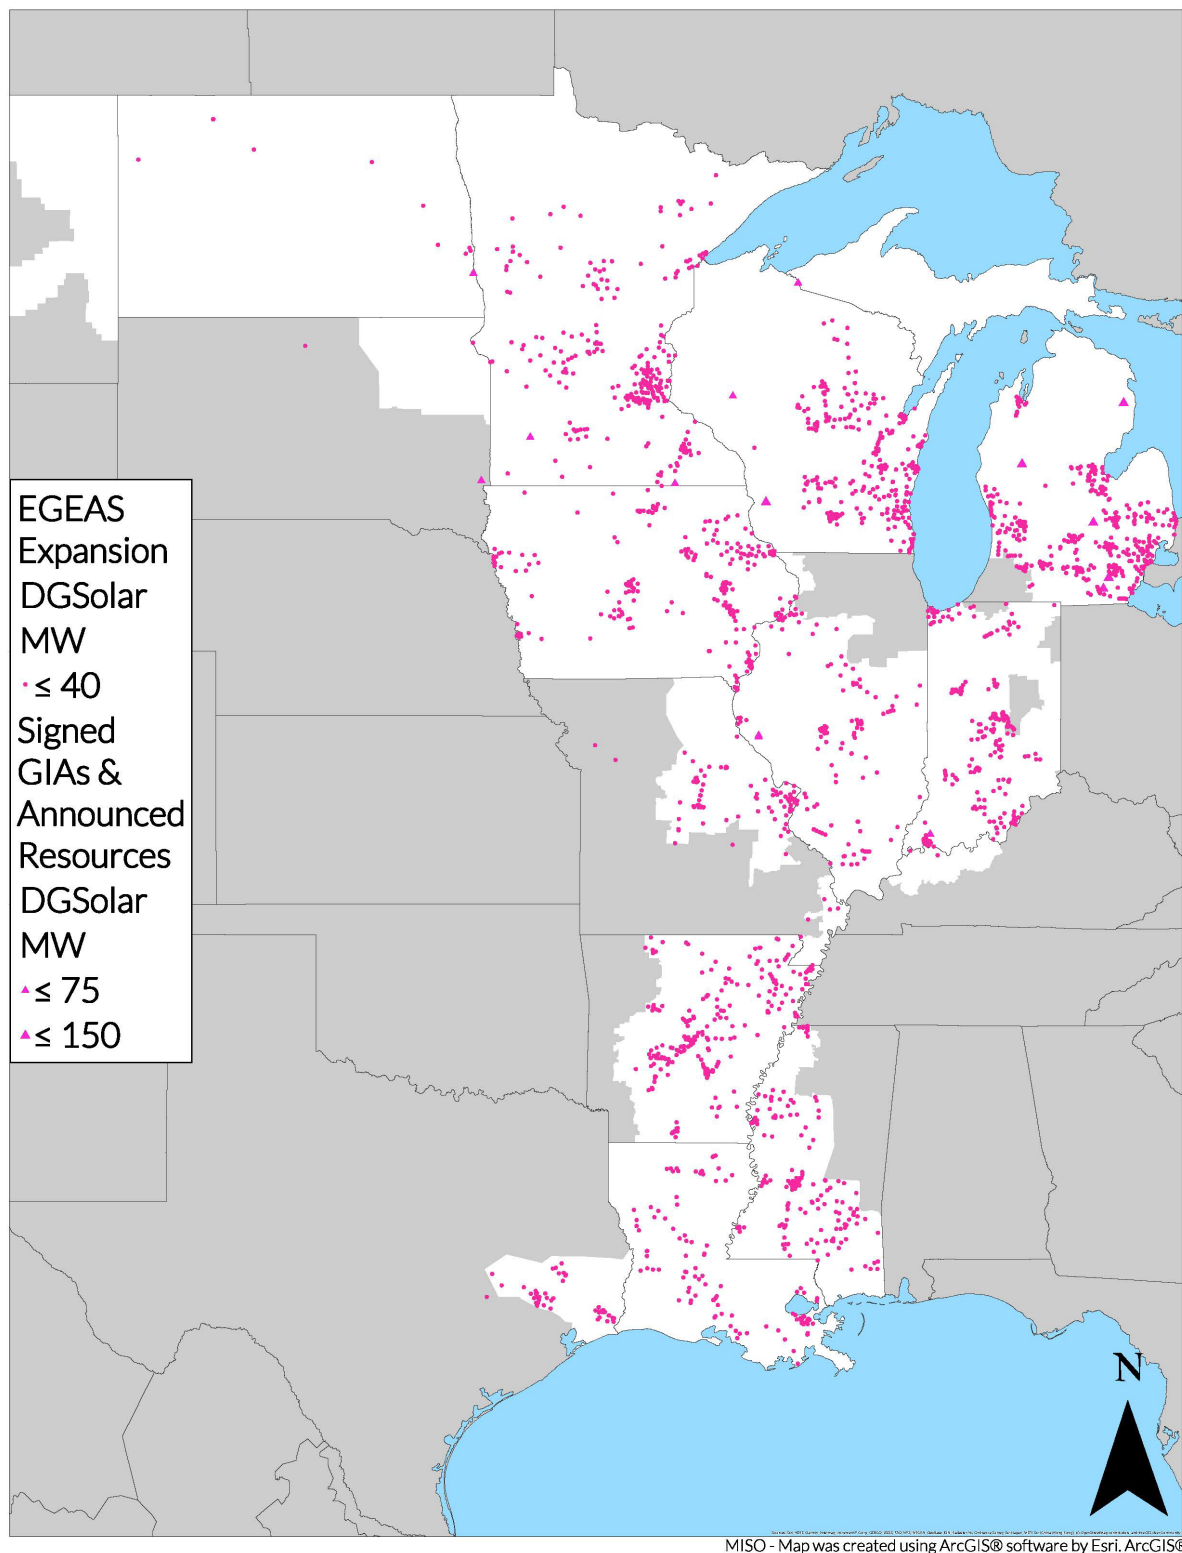 EGEAS
Expansion
DGSolar
MW
≤ 40
Signed
GIAs &
Announced
Resources
DGSolar
MW
≤ 75
≤ 150
N
MISO - Map was created using ArcGIS® software by Esri. ArcGIS®